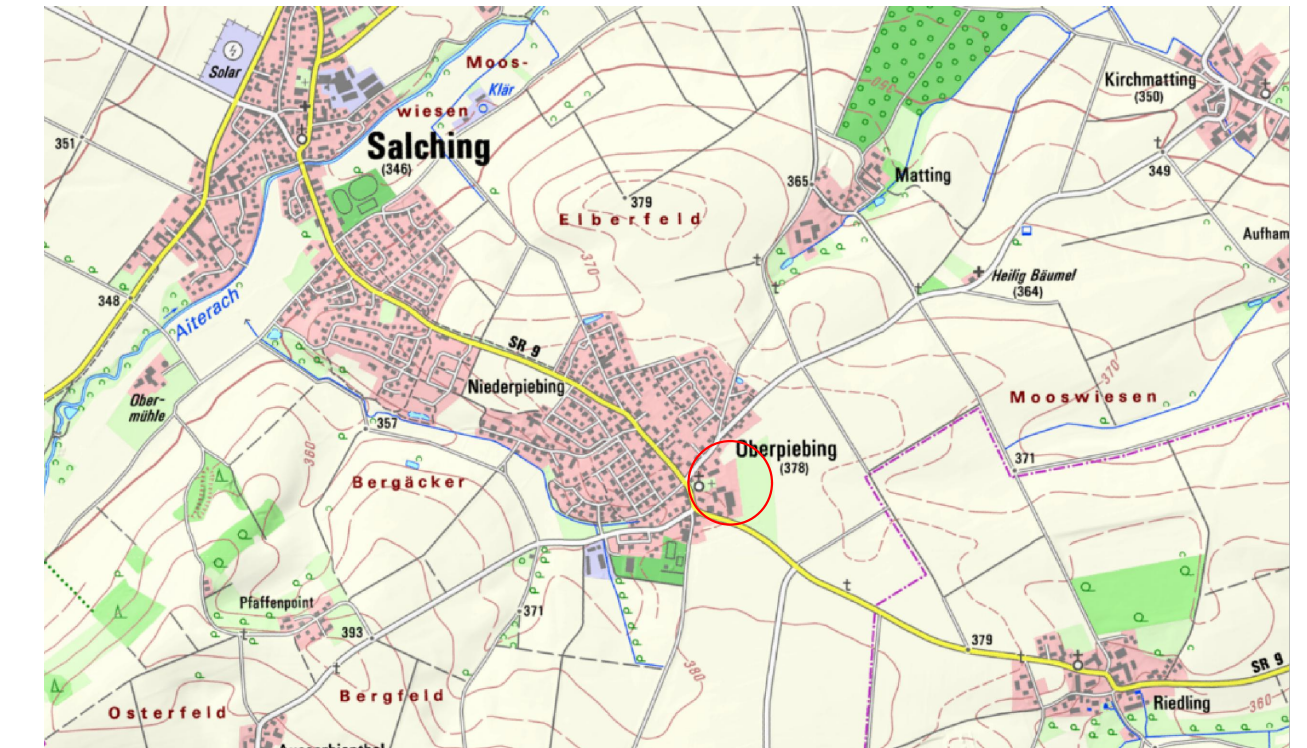 Solar
Moos-
Klär
wiesen
351
Salching
(346)
Kirchmatting
(350)
350
349
365
Matting
379
Elberfeld
370
Aufham
348
Aiterach
Heilig Bäumel
(364)
SR 9
Ober-
mühle
Niederpiebing
370
Mooswiesen
357
360
Bergäcker
Oberpiebing
(378)
371
Pfaffenpoint
393
371
379
380
SR 9
Riedling
360
Bergfeld
Osterfeld